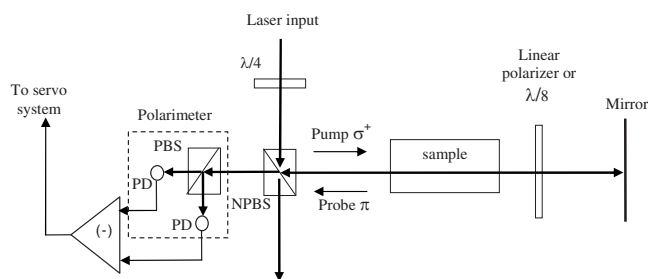 Laser input
λ/4
Linear
polarizer or
λ/8
Mirror
To servo
system
Polarimeter
PBS
Pump σ⁺
sample
PD
NPBS
Probe π
PD
(-)